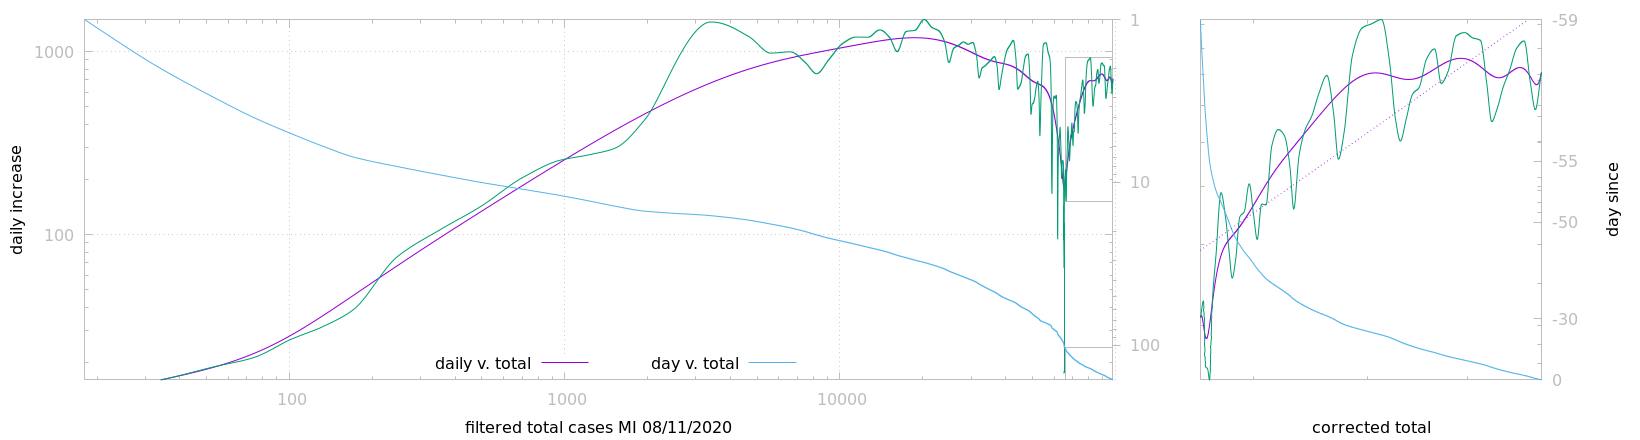 1000
100
daily increase
100
1000
10000
filtered total cases MI 08/11/2020
daily v. total
day v. total
1
10
100
-59
-55
-50
-30
0
day since
corrected total